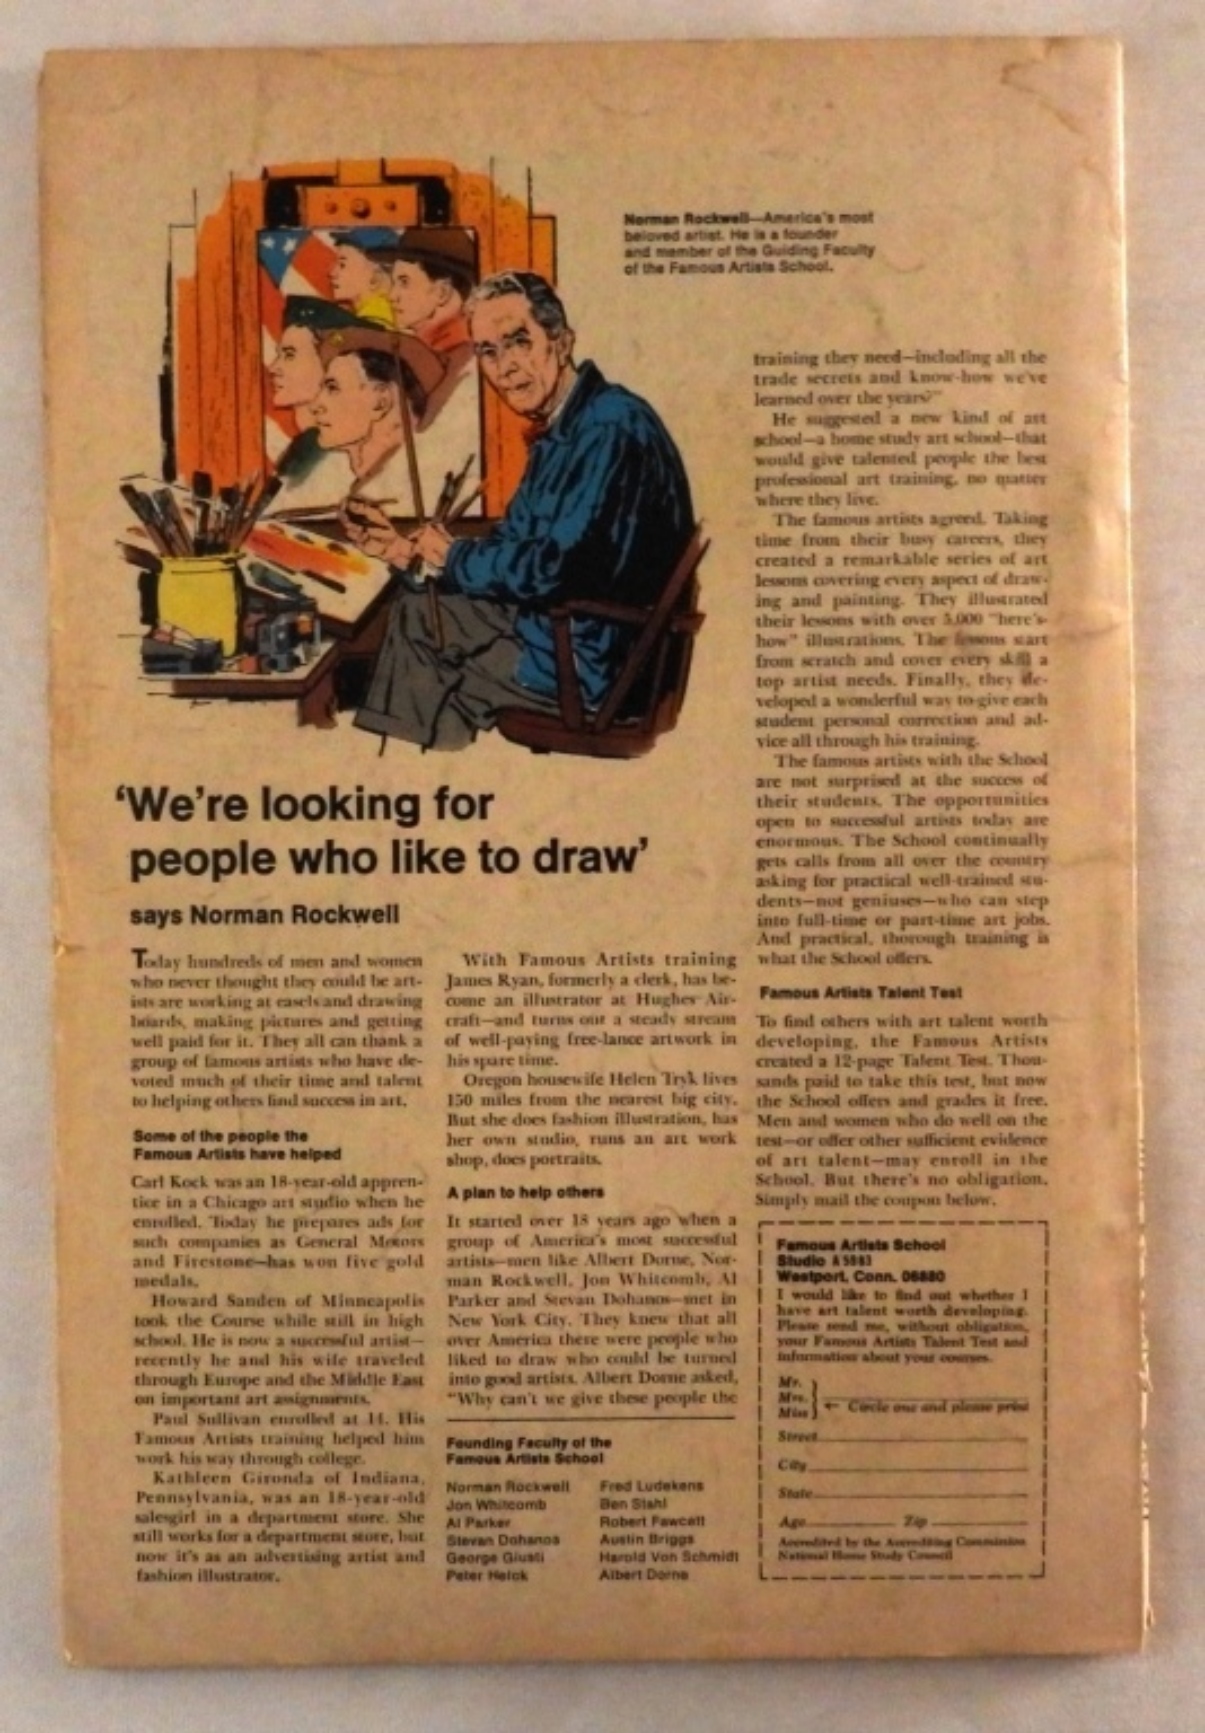 Norman Rockwell—America's most
beloved artist. He is a founder
and member of the Guiding Faculty
of the Famous Artists School.
'We're looking for
people who like to draw'
says Norman Rockwell
Today hundreds of men and women
who never thought they could be art-
ists are working at easels and drawing
boards, making pictures and getting
well paid for it. They all can thank a
group of famous artists who have de-
voted much of their time and talent
to helping others find success in art.
Some of the people the
Famous Artists have helped
Carl Kock was an 18-year-old appren-
tice in a Chicago art studio when he
enrolled. Today he prepares ads for
such companies as General Motors
and Firestone—has won five gold
medals.
Howard Sanden of Minneapolis
took the Course while still in high
school. He is now a successful artist—
recently he and his wife traveled
through Europe and the Middle East
on important art assignments.
Paul Sullivan enrolled at 14. His
Famous Artists training helped him
work his way through college.
Kathleen Gironda of Indiana,
Pennsylvania, was an 18-year-old
salesgirl in a department store. She
still works for a department store, but
now it's as an advertising artist and
fashion illustrator.
With Famous Artists training
James Ryan, formerly a clerk, has be-
come an illustrator at Hughes Air-
craft—and turns out a steady stream
of well-paying free-lance artwork in
his spare time.
Oregon housewife Helen Tryk lives
150 miles from the nearest big city.
But she does fashion illustration, has
her own studio, runs an art work
shop, does portraits.
A plan to help others
It started over 18 years ago when a
group of America's most successful
artists—men like Albert Dorne, Nor-
man Rockwell, Jon Whitcomb, Al
Parker and Stevan Dohanos—met in
New York City. They knew that all
over America there were people who
liked to draw who could be turned
into good artists. Albert Dorne asked,
"Why can't we give these people the
Founding Faculty of the
Famous Artists School
Norman Rockwell
Jon Whitcomb
Al Parker
Stevan Dohanos
George Giusti
Peter Helck
Fred Ludekens
Ben Stahl
Robert Fawcett
Austin Briggs
Harold Von Schmidt
Albert Dorne
training they need—including all the
trade secrets and know-how we've
learned over the years?"
He suggested a new kind of art
school—a home study art school—that
would give talented people the best
professional art training, no matter
where they live.
The famous artists agreed. Taking
time from their busy careers, they
created a remarkable series of art
lessons covering every aspect of draw-
ing and painting. They illustrated
their lessons with over 5,000 "here's-
how" illustrations. The lessons start
from scratch and cover every skill a
top artist needs. Finally, they de-
veloped a wonderful way to give each
student personal correction and ad-
vice all through his training.
The famous artists with the School
are not surprised at the success of
their students. The opportunities
open to successful artists today are
enormous. The School continually
gets calls from all over the country
asking for practical well-trained stu-
dents—not geniuses—who can step
into full-time or part-time art jobs.
And practical, thorough training is
what the School offers.
Famous Artists Talent Test
To find others with art talent worth
developing, the Famous Artists
created a 12-page Talent Test. Thou-
sands paid to take this test, but now
the School offers and grades it free.
Men and women who do well on the
test—or offer other sufficient evidence
of art talent—may enroll in the
School. But there's no obligation.
Simply mail the coupon below.
Famous Artists School
Studio
Westport, Conn. 06880
I would like to find out whether I
have art talent worth developing.
Please send me, without obligation,
your Famous Artists Talent Test and
information about your courses.
Mr.
Mrs.
Miss ← Circle one and please print
Street
City
State
Age Zip
Accredited by the Accrediting Commission
National Home Study Council